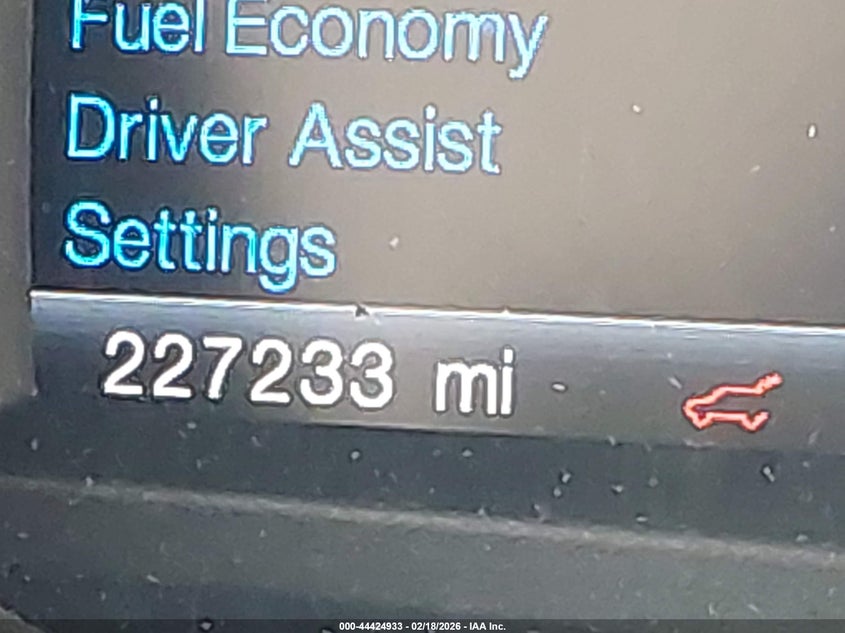 Fuel Economy
Driver Assist
Settings
227233 mi
000-44424933 - 02/18/2026 - IAA Inc.